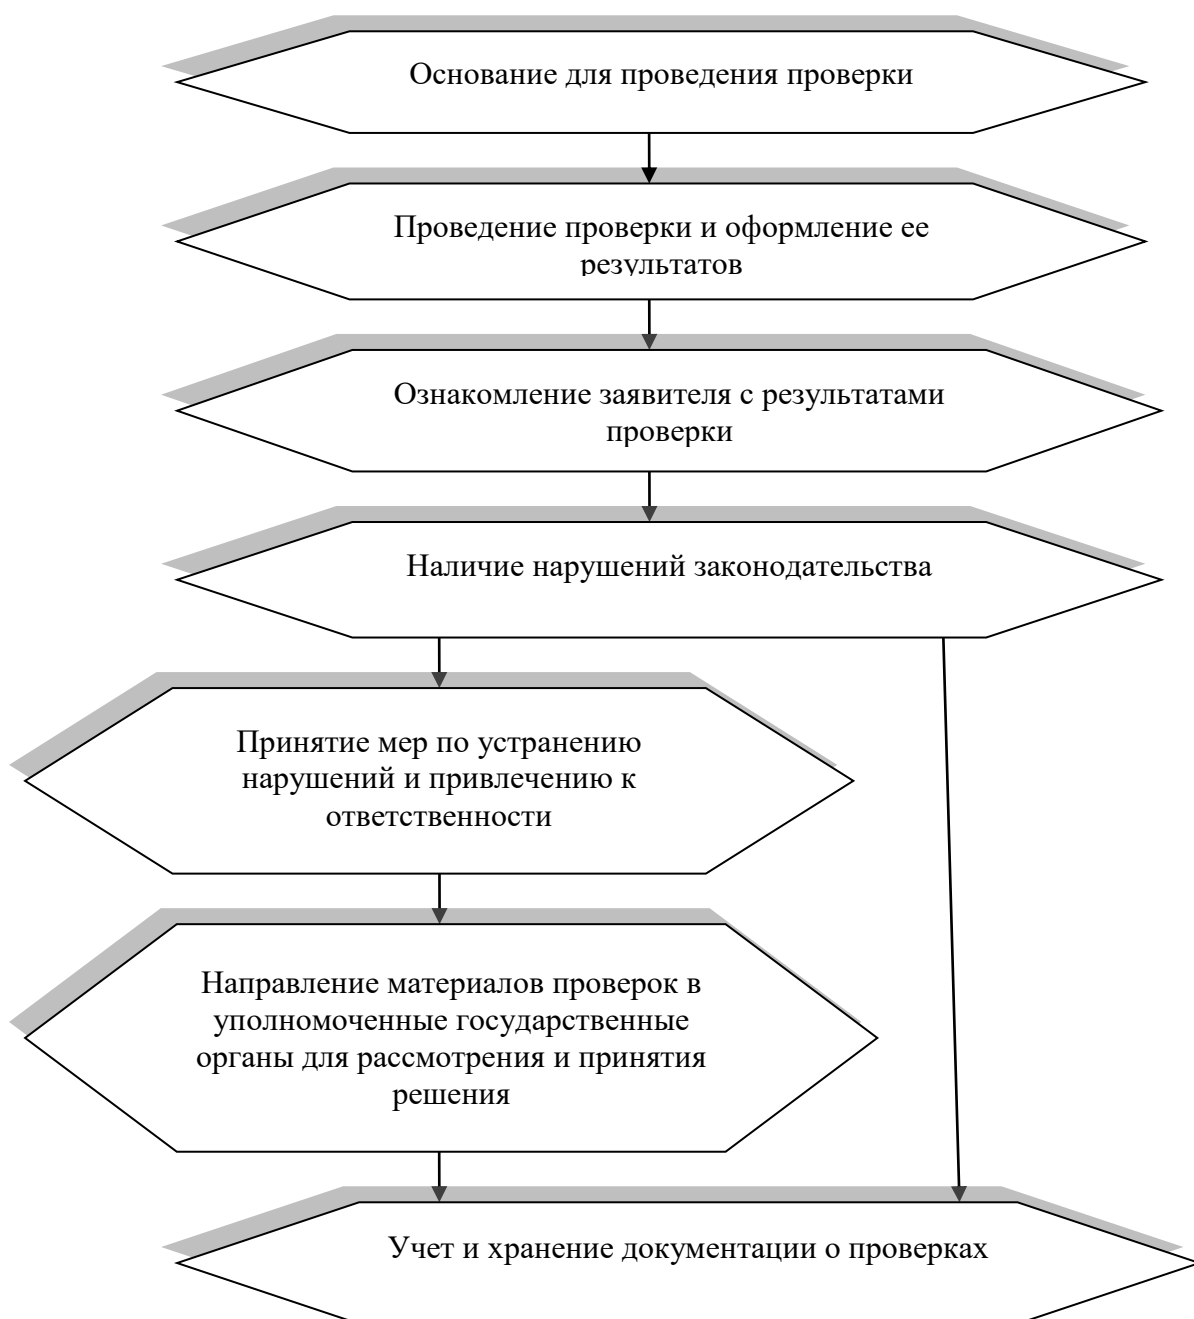 Основание для проведения проверки
Проведение проверки и оформление ее
результатов
Ознакомление заявителя с результатами
проверки
Наличие нарушений законодательства
Принятие мер по устранению
нарушений и привлечению к
ответственности
Направление материалов проверок в
уполномоченные государственные
органы для рассмотрения и принятия
решения
Учет и хранение документации о проверках